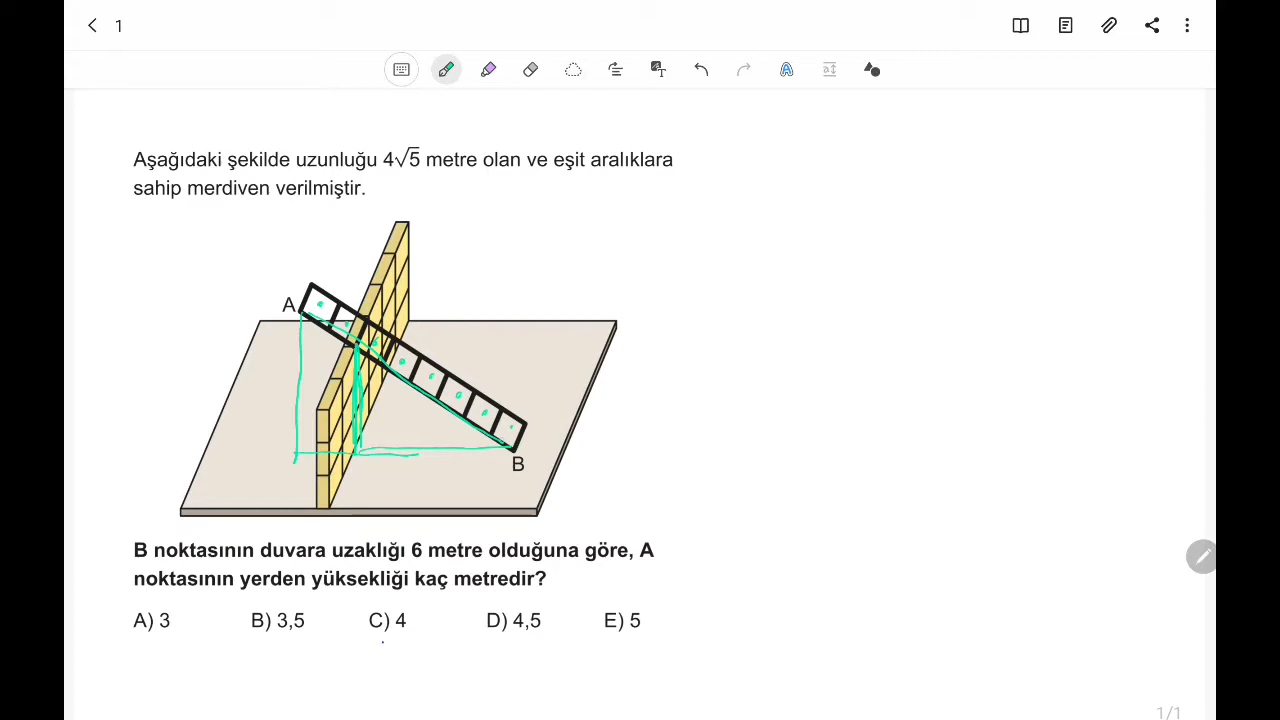 1
Aşağıdaki şekilde uzunluğu 4√5 metre olan ve eşit aralıklara
sahip merdiven verilmiştir.
A
B
B noktasının duvara uzaklığı 6 metre olduğuna göre, A
noktasının yerden yüksekliği kaç metredir?
A) 3 B) 3,5 C) 4 D) 4,5 E) 5
1/1